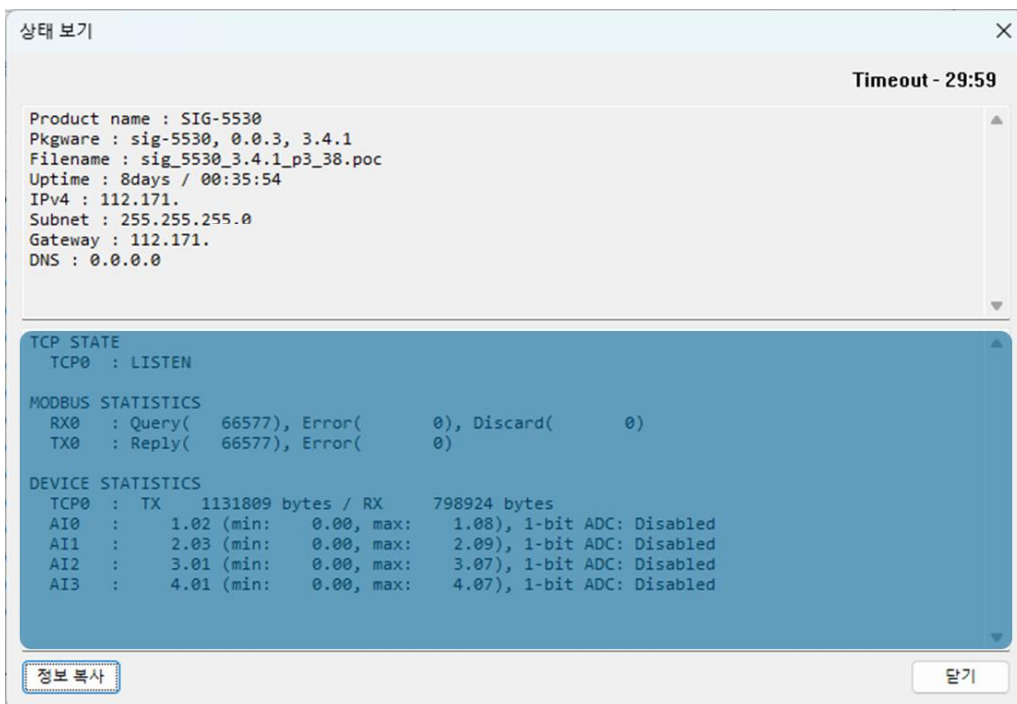 상태 보기
Timeout - 29:59
Product name : SIG-5530
Pkgware : sig-5530, 0.0.3, 3.4.1
Filename : sig_5530_3.4.1_p3_38.poc
Uptime : 8days / 00:35:54
IPv4 : 112.171.
Subnet : 255.255.255.0
Gateway : 112.171.
DNS : 0.0.0.0
TCP STATE
TCP0 : LISTEN
MODBUS STATISTICS
RX0 : Query( 66577), Error( 0), Discard( 0)
TX0 : Reply( 66577), Error( 0)
DEVICE STATISTICS
TCP0 : TX 1131809 bytes / RX 798924 bytes
AI0 : 1.02 (min: 0.00, max: 1.08), 1-bit ADC: Disabled
AI1 : 2.03 (min: 0.00, max: 2.09), 1-bit ADC: Disabled
AI2 : 3.01 (min: 0.00, max: 3.07), 1-bit ADC: Disabled
AI3 : 4.01 (min: 0.00, max: 4.07), 1-bit ADC: Disabled
정보 복사
닫기